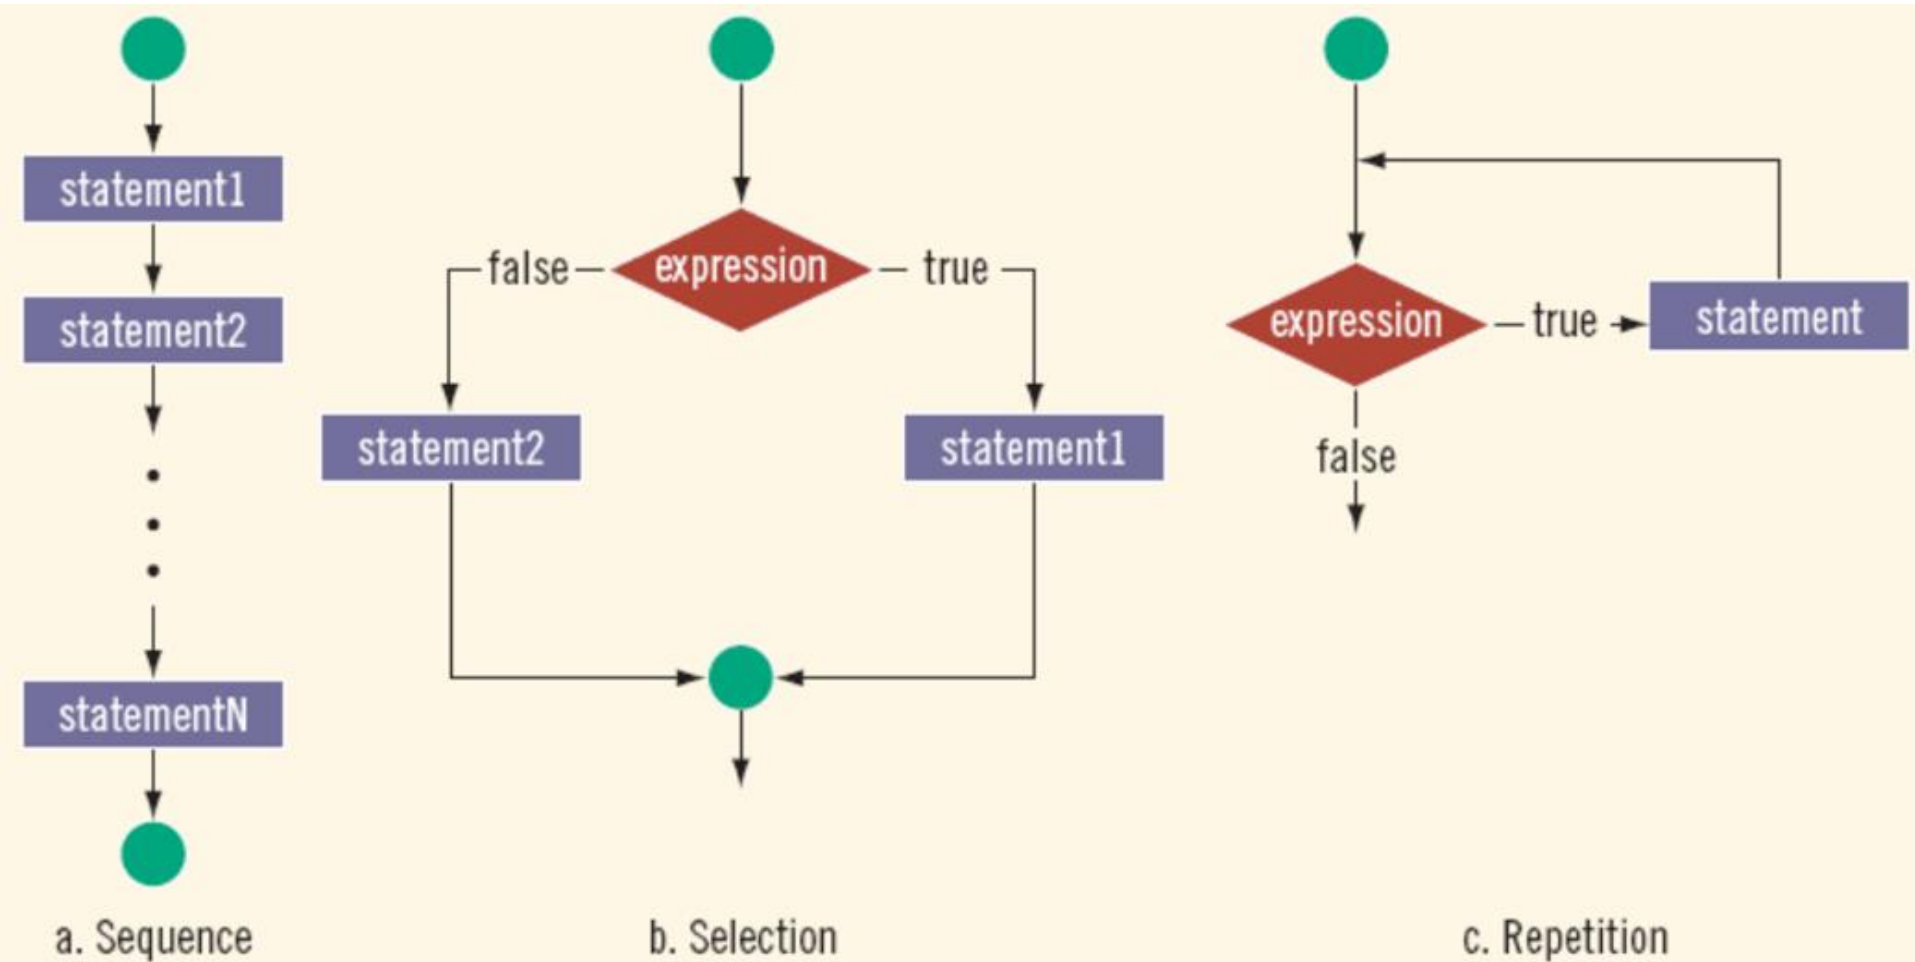 statement1
statement2
statementN
a. Sequence
false
expression
true
statement2
statement1
b. Selection
expression
true
statement
false
c. Repetition